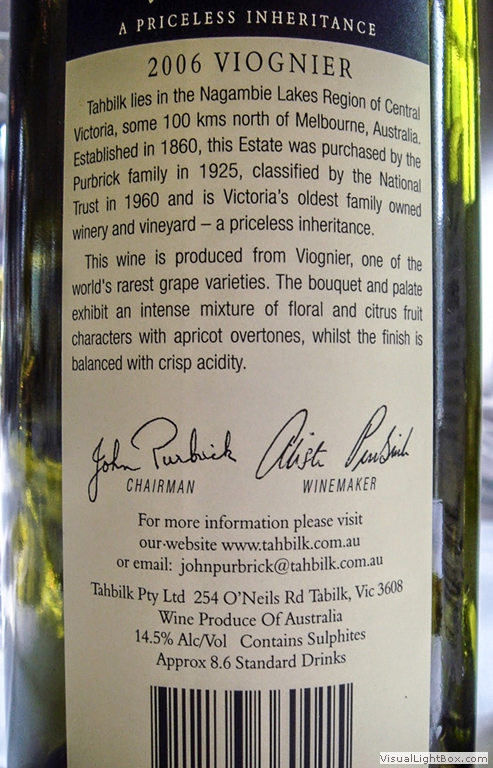 A PRICELESS INHERITANCE
2006 VIOGNIER
Tahbilk lies in the Nagambie Lakes Region of Central
Victoria, some 100 kms north of Melbourne, Australia.
Established in 1860, this Estate was purchased by the
Purbrick family in 1925, classified by the National
Trust in 1960 and is Victoria's oldest family owned
winery and vineyard – a priceless inheritance.
This wine is produced from Viognier, one of the
world's rarest grape varieties. The bouquet and palate
exhibit an intense mixture of floral and citrus fruit
characters with apricot overtones, whilst the finish is
balanced with crisp acidity.
John Purbrick
CHAIRMAN WINEMAKER
For more information please visit
our website www.tahbilk.com.au
or email: johnpurbrick@tahbilk.com.au
Tahbilk Pty Ltd 254 O'Neils Rd Tabilk, Vic 3608
Wine Produce Of Australia
14.5% Alc/Vol Contains Sulphites
Approx 8.6 Standard Drinks
VisualLightBox.com